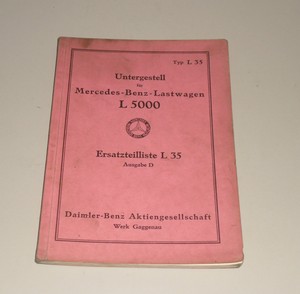 Typ L 35
Untergestell
für
Mercedes-Benz-Lastwagen
L 5000
Ersatzteilliste L 35
Ausgabe D
Daimler-Benz Aktiengesellschaft
Werk Gaggenau